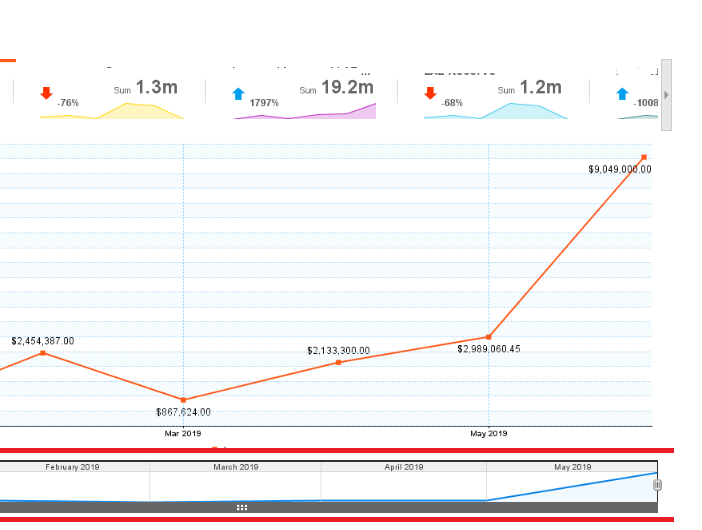 -76%
Sum 1.3m
1797%
Sum 19.2m
-68%
Sum 1.2m
-1008
$9,049,000.00
$2,454,387.00
$2,133,300.00
$2,989,060.45
$867,624.00
Mar 2019
May 2019
February 2019
March 2019
April 2019
May 2019